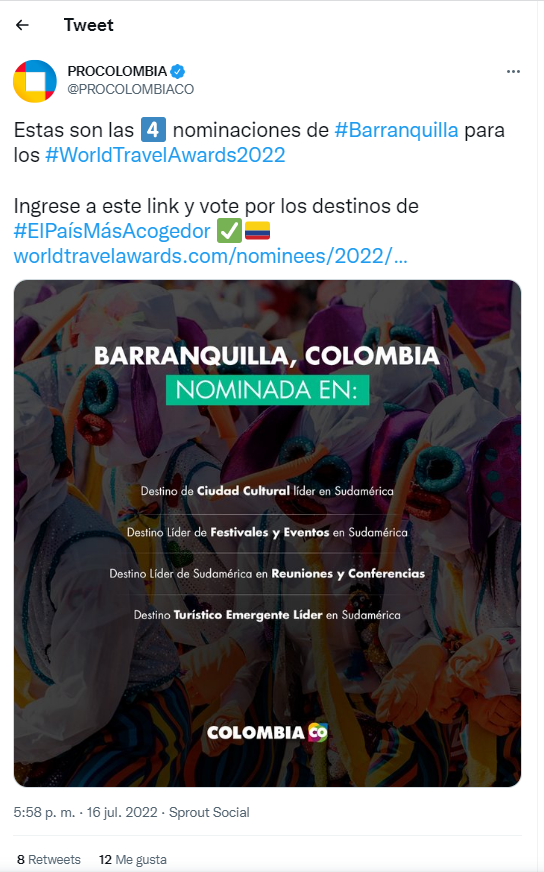 Tweet
PROCOLOMBIA
@PROCOLOMBIACO
Estas son las 4️⃣ nominaciones de #Barranquilla para
los #WorldTravelAwards2022
Ingrese a este link y vote por los destinos de
#ElPaísMásAcogedor ✅🇨🇴
worldtravelawards.com/nominees/2022/...
BARRANQUILLA, COLOMBIA
NOMINADA EN:
Destino de Ciudad Cultural líder en Sudamérica
Destino Líder de Festivales y Eventos en Sudamérica
Destino Líder de Sudamérica en Reuniones y Conferencias
Destino Turístico Emergente Líder en Sudamérica
COLOMBIA CO
5:58 p. m. · 16 jul. 2022 · Sprout Social
8 Retweets 12 Me gusta